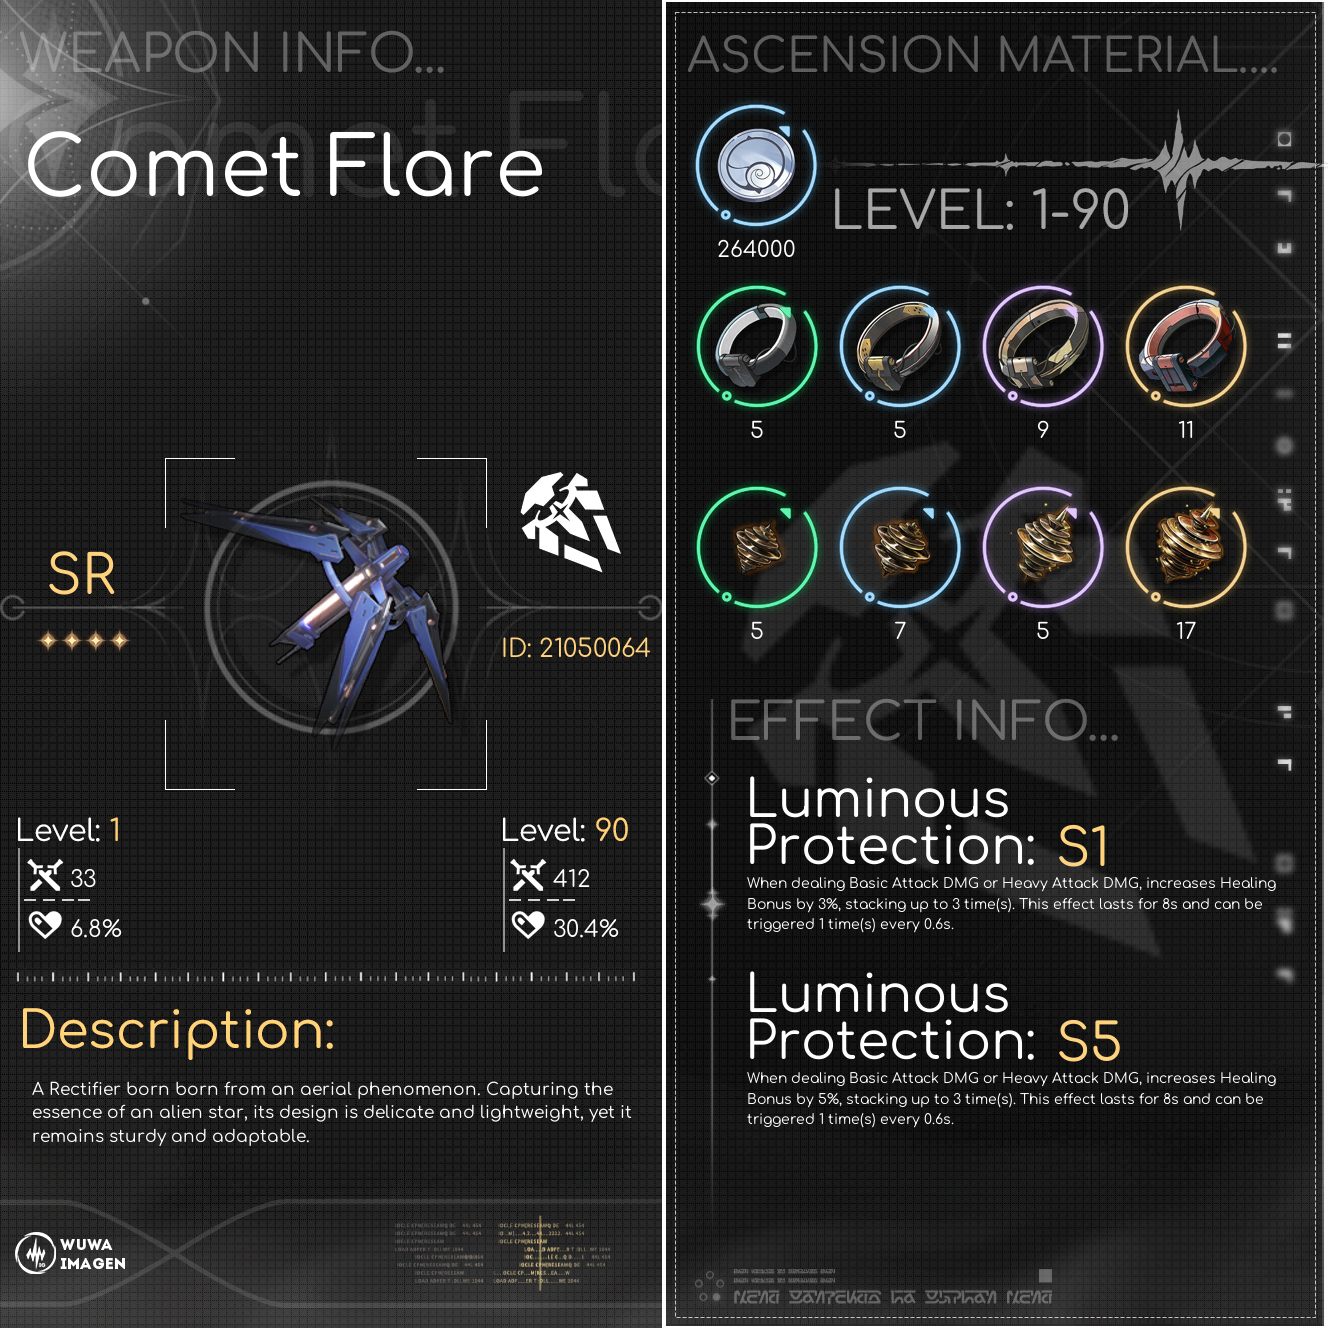 WEAPON INFO...
Comet Flare
SR
ID: 21050064
Level: 1
33
6.8%
Level: 90
412
30.4%
Description:
A Rectifier born born from an aerial phenomenon. Capturing the
essence of an alien star, its design is delicate and lightweight, yet it
remains sturdy and adaptable.
WUWA
IMAGEN
ASCENSION MATERIAL....
264000
LEVEL: 1-90
5 5 9 11
5 7 5 17
EFFECT INFO...
Luminous
Protection: S1
When dealing Basic Attack DMG or Heavy Attack DMG, increases Healing
Bonus by 3%, stacking up to 3 time(s). This effect lasts for 8s and can be
triggered 1 time(s) every 0.6s.
Luminous
Protection: S5
When dealing Basic Attack DMG or Heavy Attack DMG, increases Healing
Bonus by 5%, stacking up to 3 time(s). This effect lasts for 8s and can be
triggered 1 time(s) every 0.6s.